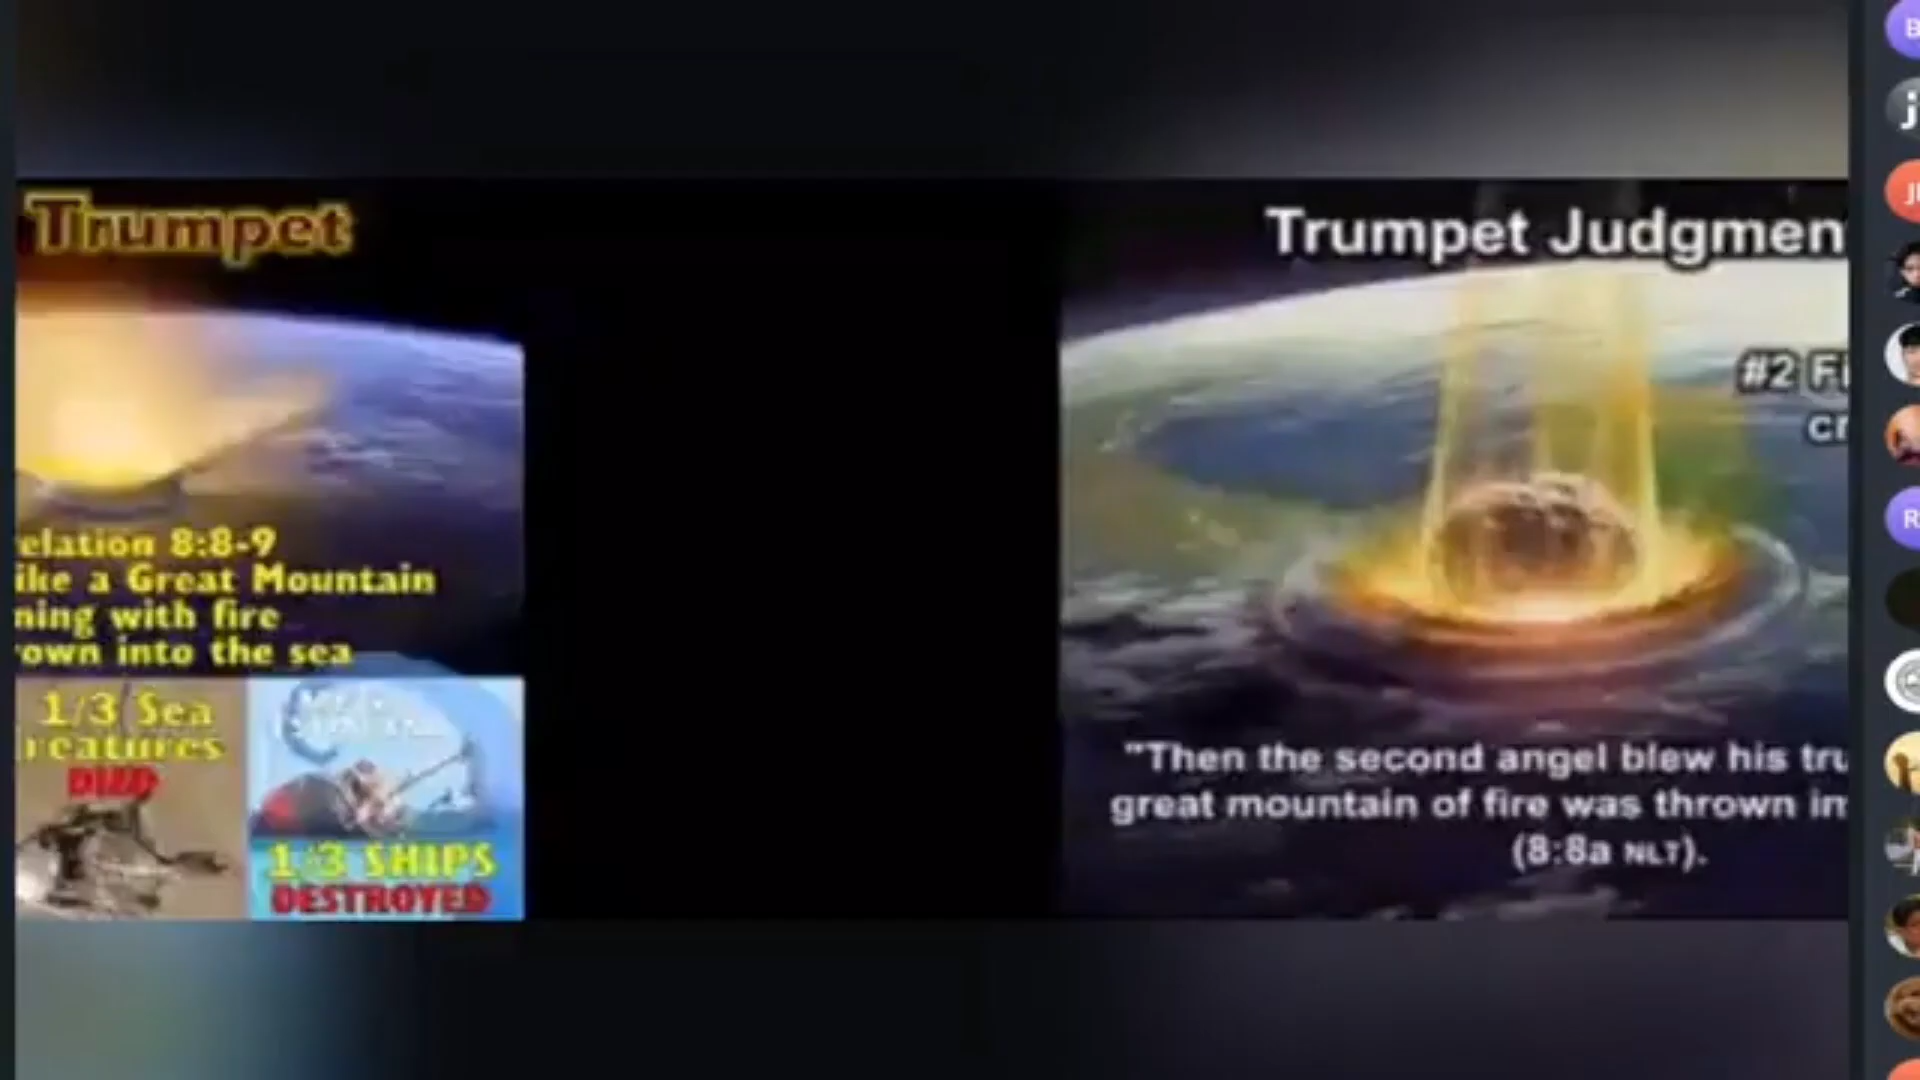 Trumpet
elation 8:8-9
ike a Great Mountain
ning with fire
own into the sea
1/3 Sea
reatures
DIED
1/3 SHIPS
DESTROYED
Trumpet Judgmen
#2 Fi
cr
"Then the second angel blew his tru
great mountain of fire was thrown in
(8:8a NLT).
B
j
R